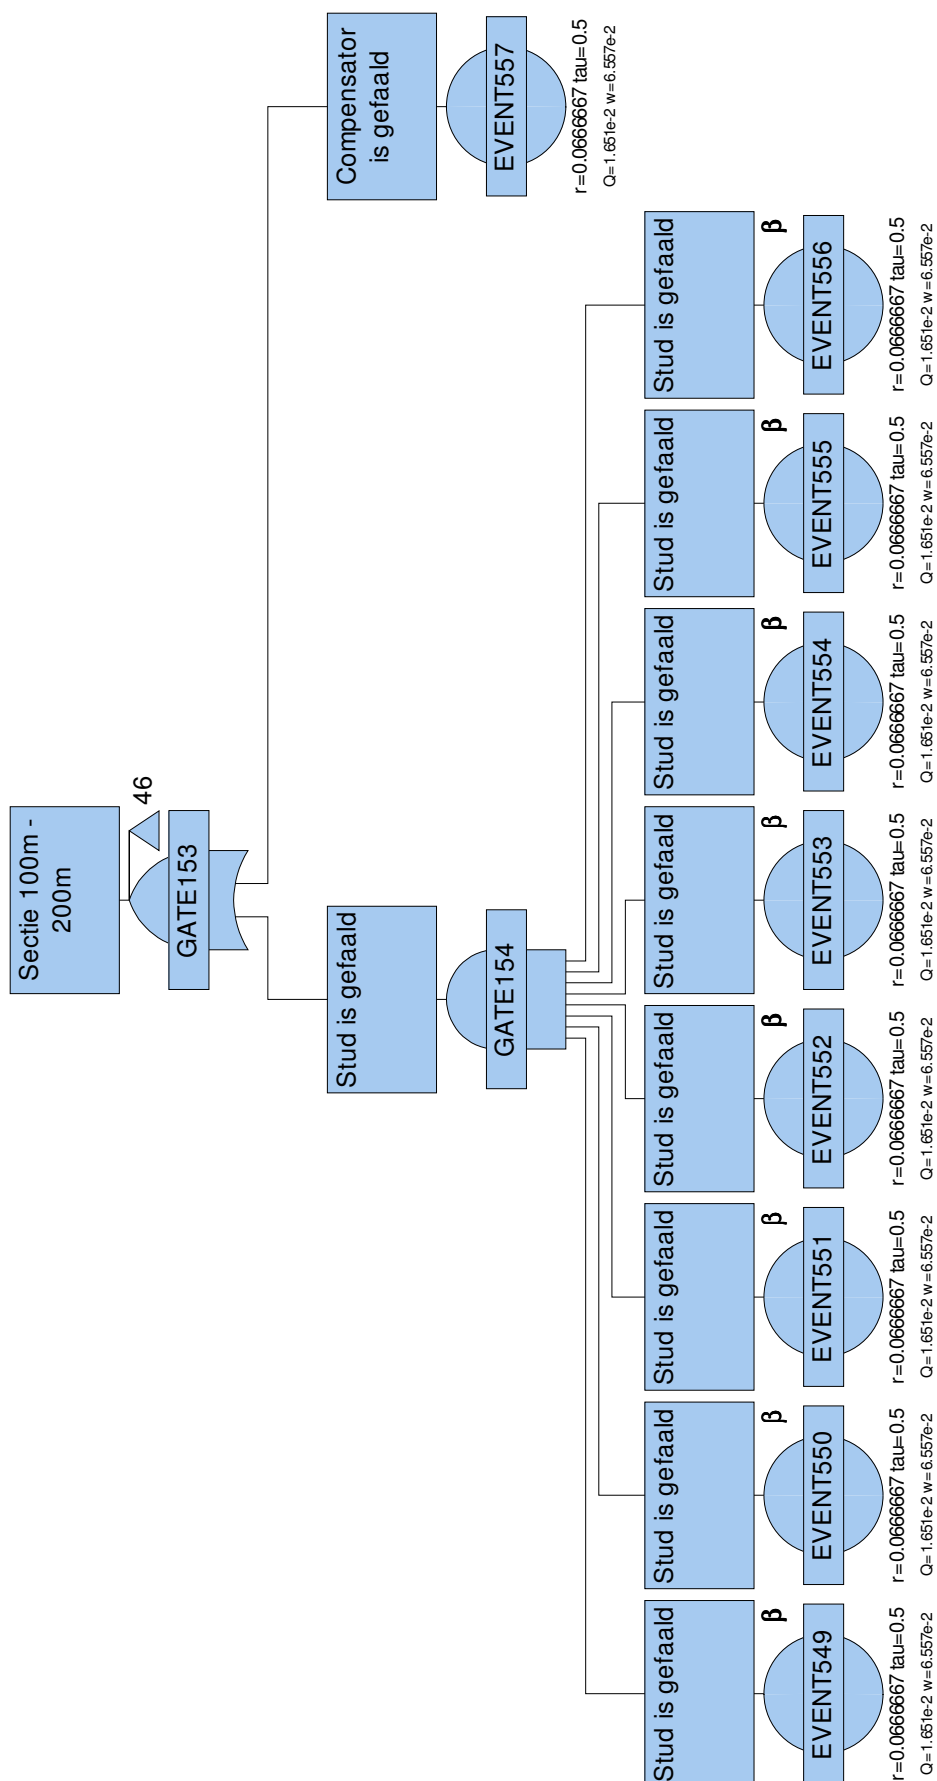 Sectie 100m -
200m
46
GATE153
Stud is gefaald
GATE154
Compensator
is gefaald
EVENT557
r=0.0666667 tau=0.5
Q=1.651e-2 w=6.557e-2
Stud is gefaald
β
EVENT549
r=0.0666667 tau=0.5
Q=1.651e-2 w=6.557e-2
Stud is gefaald
β
EVENT550
r=0.0666667 tau=0.5
Q=1.651e-2 w=6.557e-2
Stud is gefaald
β
EVENT551
r=0.0666667 tau=0.5
Q=1.651e-2 w=6.557e-2
Stud is gefaald
β
EVENT552
r=0.0666667 tau=0.5
Q=1.651e-2 w=6.557e-2
Stud is gefaald
β
EVENT553
r=0.0666667 tau=0.5
Q=1.651e-2 w=6.557e-2
Stud is gefaald
β
EVENT554
r=0.0666667 tau=0.5
Q=1.651e-2 w=6.557e-2
Stud is gefaald
β
EVENT555
r=0.0666667 tau=0.5
Q=1.651e-2 w=6.557e-2
Stud is gefaald
β
EVENT556
r=0.0666667 tau=0.5
Q=1.651e-2 w=6.557e-2